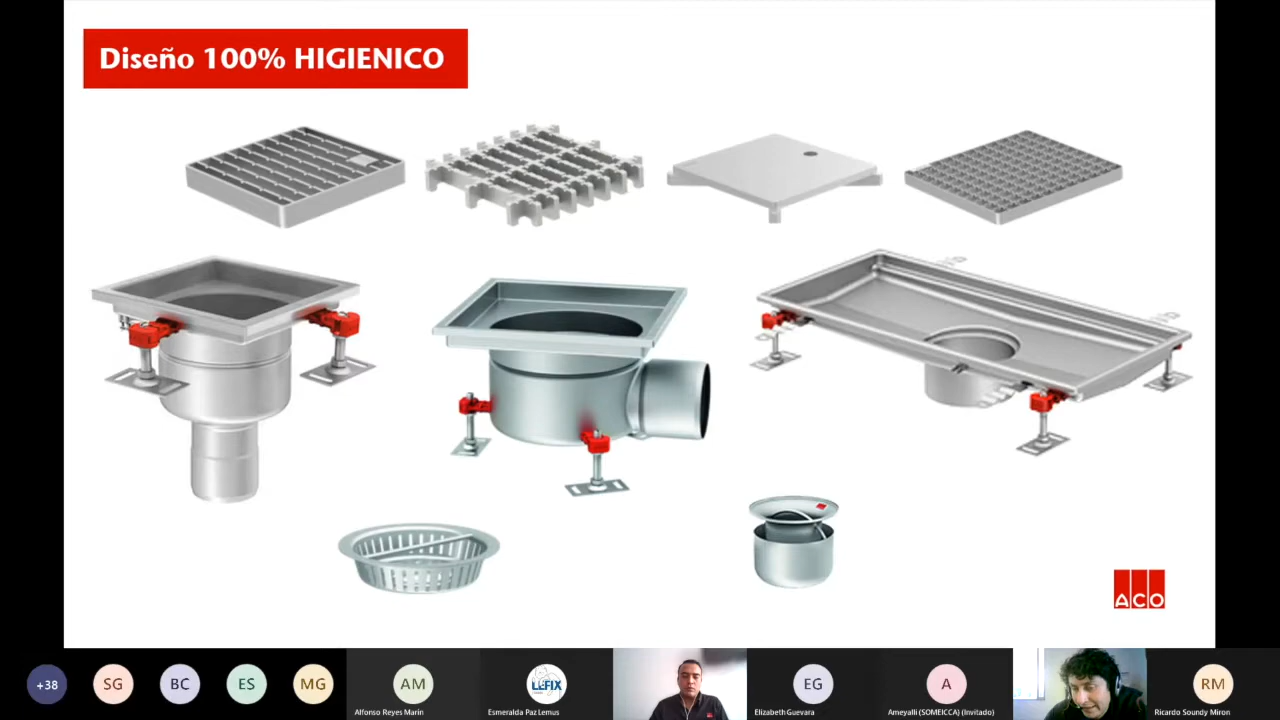 Diseño 100% HIGIENICO
ACO
+38
SG
BC
ES
MG
AM
LEFIX
EG
A
RM
Alfonso Reyes Marin
Esmeralda Paz Lemus
Elizabeth Guevara
Ameyalli (SOMEICCA) (Invitado)
Ricardo Soundy Miron